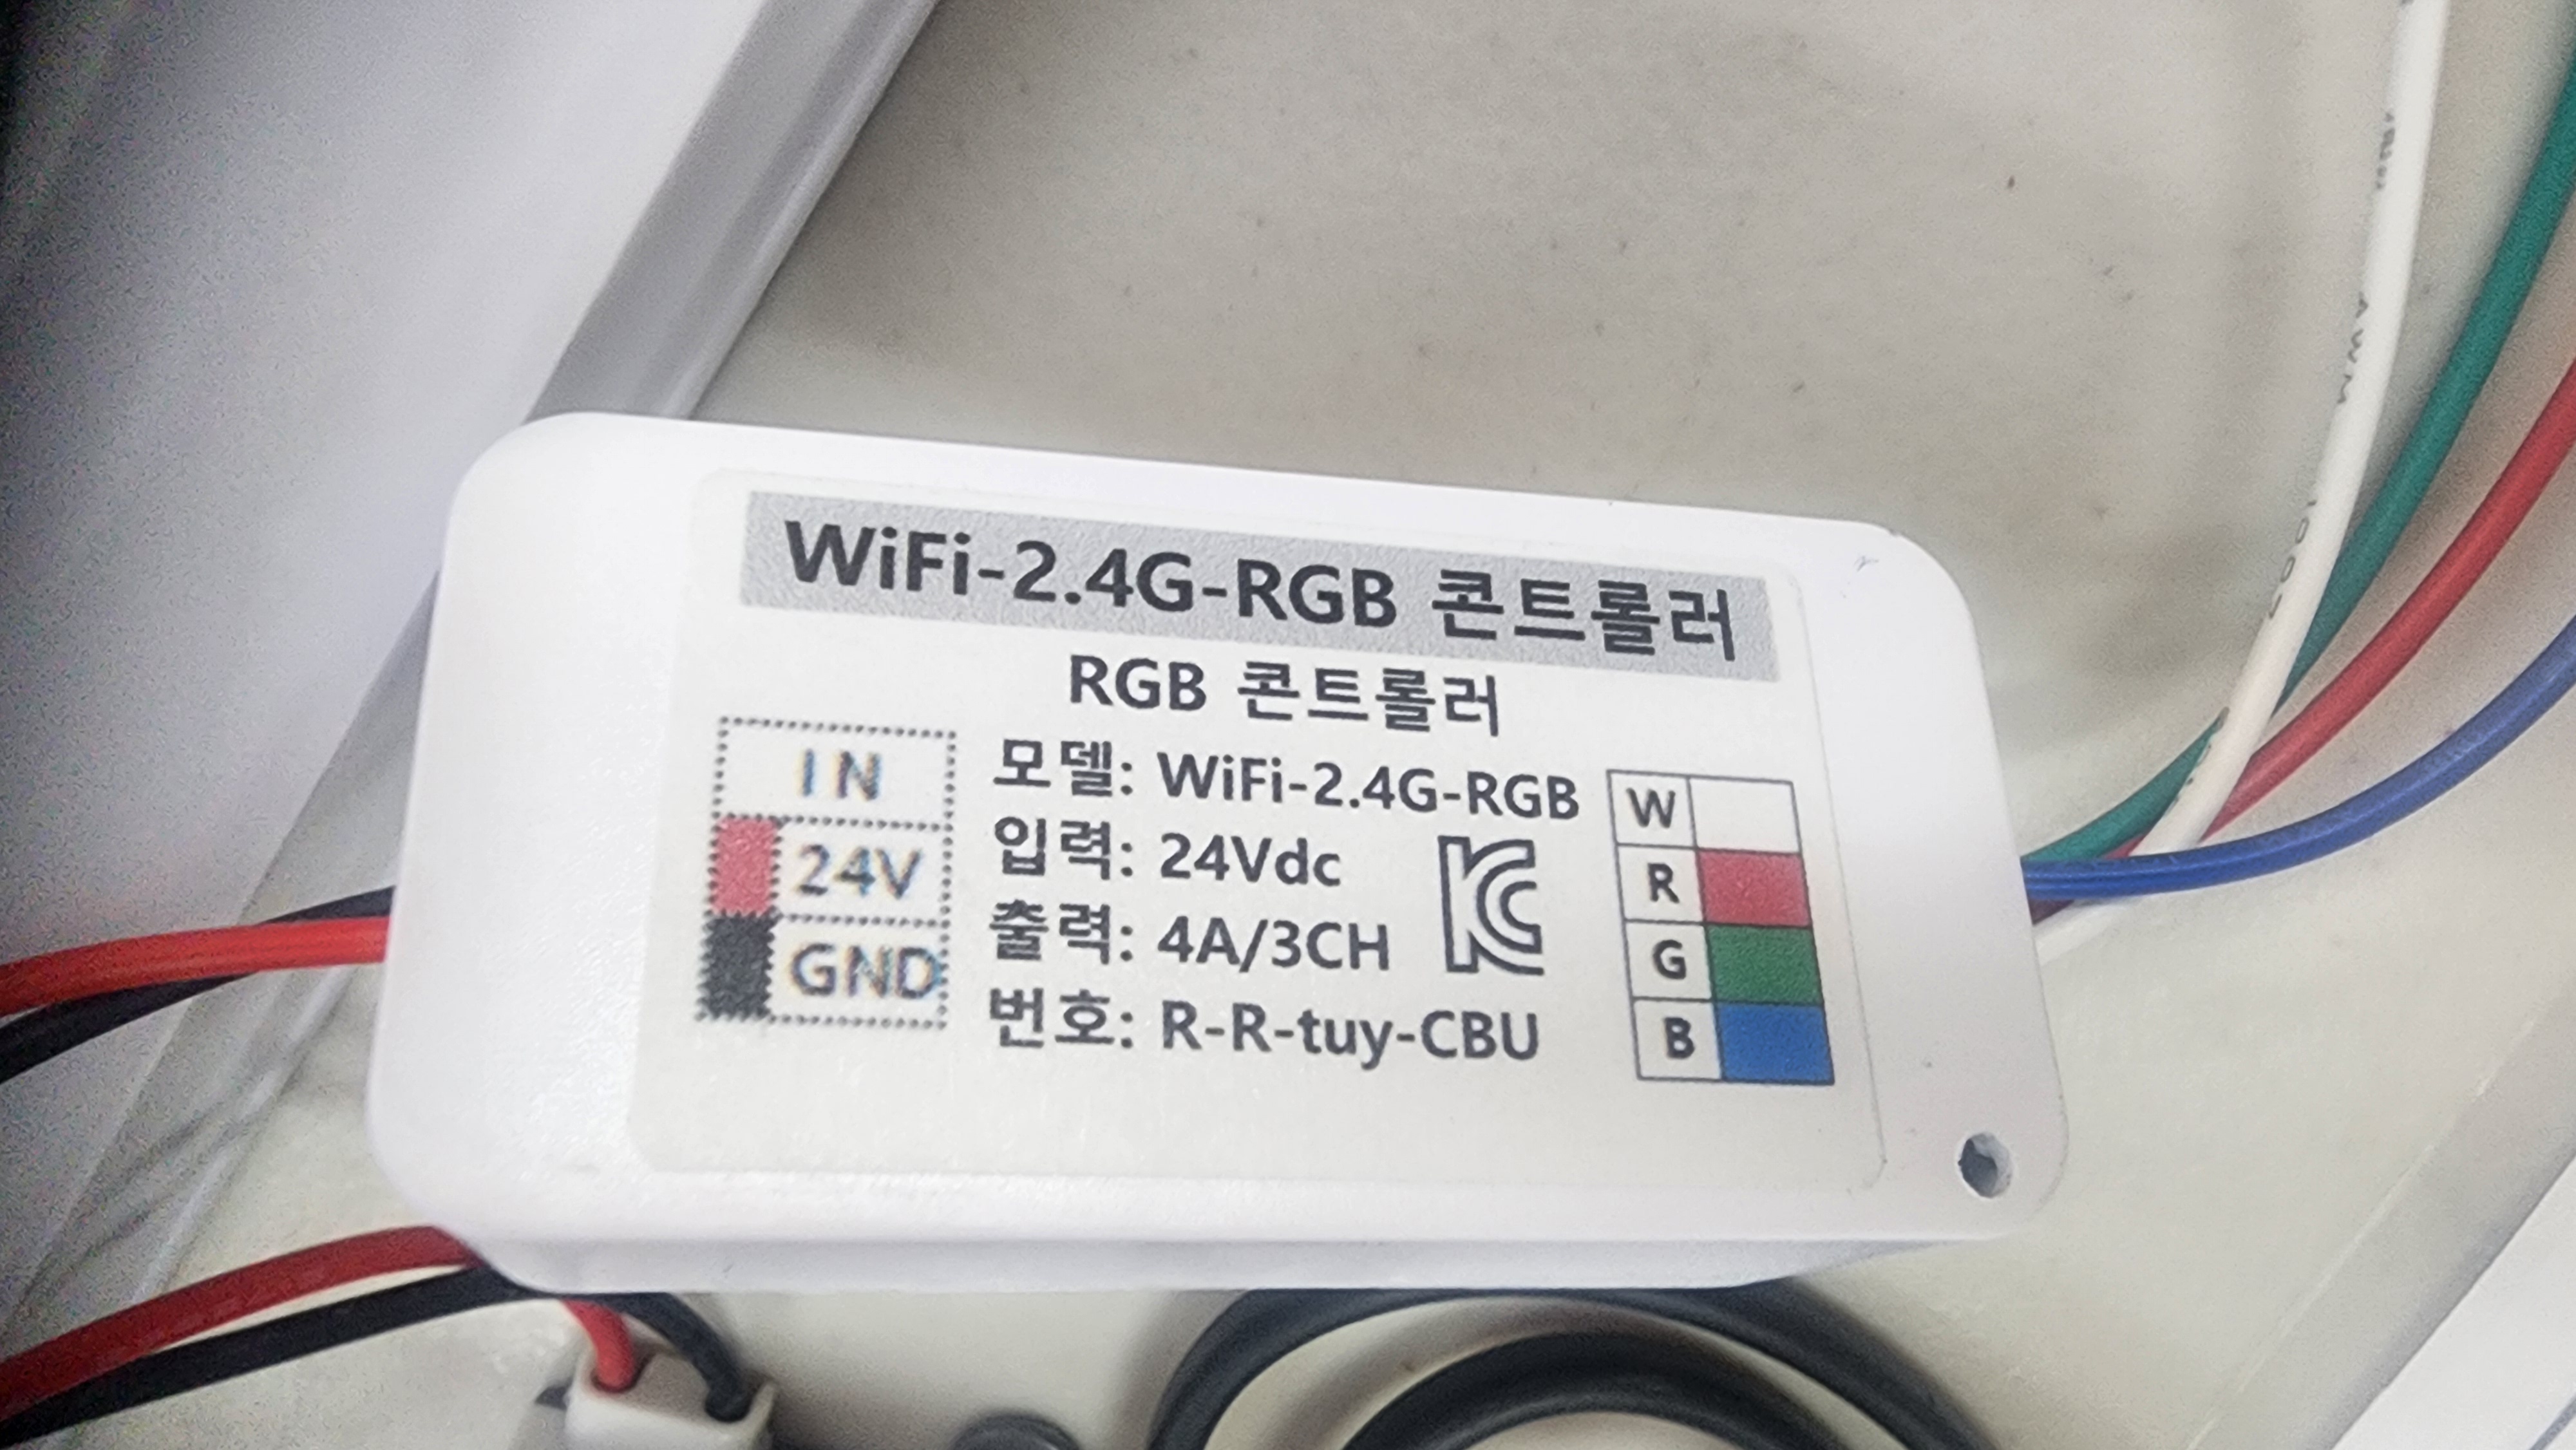 WiFi-2.4G-RGB 콘트롤러
RGB 콘트롤러
IN
24V
GND
모델: WiFi-2.4G-RGB
입력: 24Vdc
출력: 4A/3CH
번호: R-R-tuy-CBU
W
R
G
B
AWM